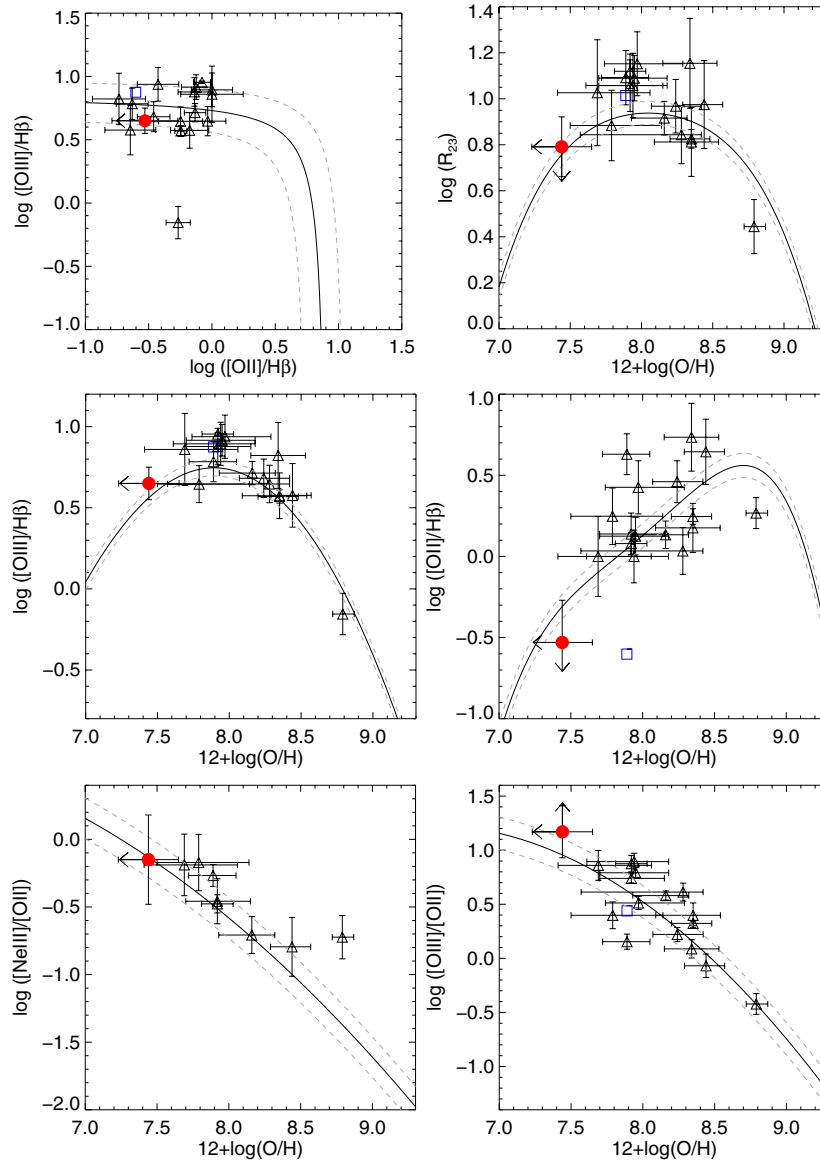 1.5
1.0
0.5
0.0
−0.5
−1.0
log ([OIII]/Hβ)
−1.0 −0.5 0.0 0.5 1.0 1.5
log ([OII]/Hβ)
1.4
1.2
1.0
0.8
0.6
0.4
0.2
0.0
log (R₂₃)
7.0 7.5 8.0 8.5 9.0
12+log(O/H)
1.0
0.5
0.0
−0.5
log ([OIII]/Hβ)
7.0 7.5 8.0 8.5 9.0
12+log(O/H)
1.0
0.5
0.0
−0.5
−1.0
log ([OII]/Hβ)
7.0 7.5 8.0 8.5 9.0
12+log(O/H)
0.0
−0.5
−1.0
−1.5
−2.0
log ([NeIII]/[OII])
7.0 7.5 8.0 8.5 9.0
12+log(O/H)
1.5
1.0
0.5
0.0
−0.5
−1.0
log ([OIII]/[OII])
7.0 7.5 8.0 8.5 9.0
12+log(O/H)